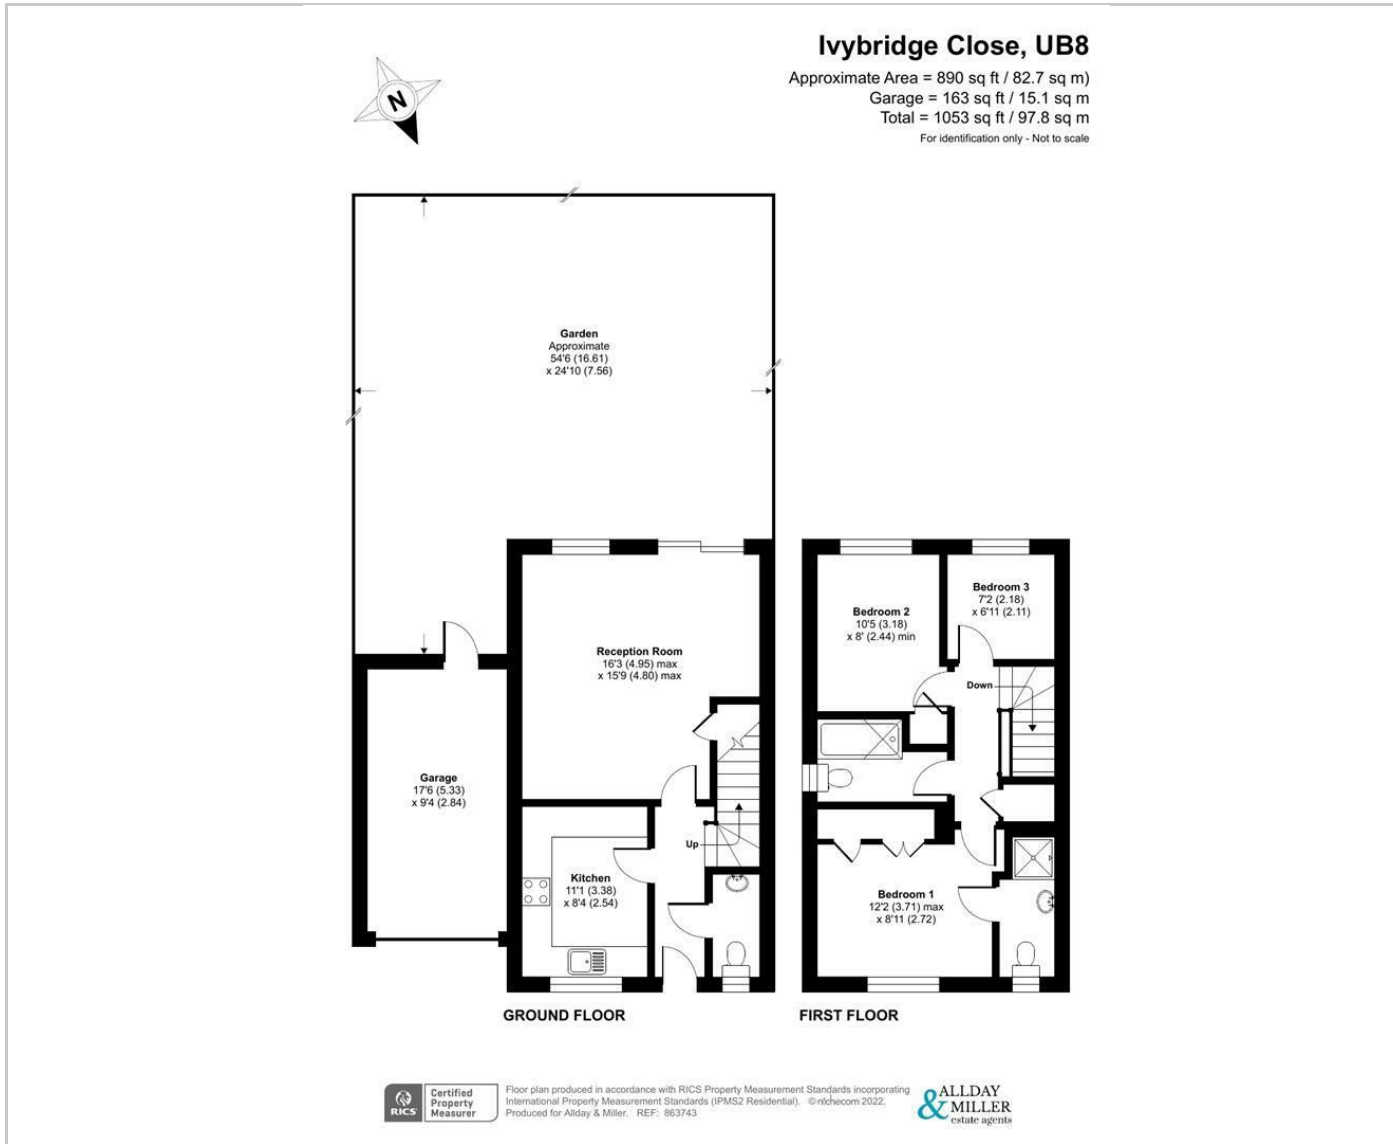 Ivybridge Close, UB8
Approximate Area = 890 sq ft / 82.7 sq m)
Garage = 163 sq ft / 15.1 sq m
Total = 1053 sq ft / 97.8 sq m
For identification only - Not to scale
N
Garden
Approximate
54'6 (16.61)
x 24'10 (7.56)
Reception Room
16'3 (4.95) max
x 15'9 (4.80) max
Garage
17'6 (5.33)
x 9'4 (2.84)
Up
Kitchen
11'1 (3.38)
x 8'4 (2.54)
GROUND FLOOR
Bedroom 3
7'2 (2.18)
x 6'11 (2.11)
Bedroom 2
10'5 (3.18)
x 8' (2.44) min
Down
Bedroom 1
12'2 (3.71) max
x 8'11 (2.72)
FIRST FLOOR
RICS
Certified
Property
Measurer
Floor plan produced in accordance with RICS Property Measurement Standards incorporating
International Property Measurement Standards (IPMS2 Residential). © nichecom 2022.
Produced for Allday & Miller. REF: 863743
ALLDAY
& MILLER
estate agents